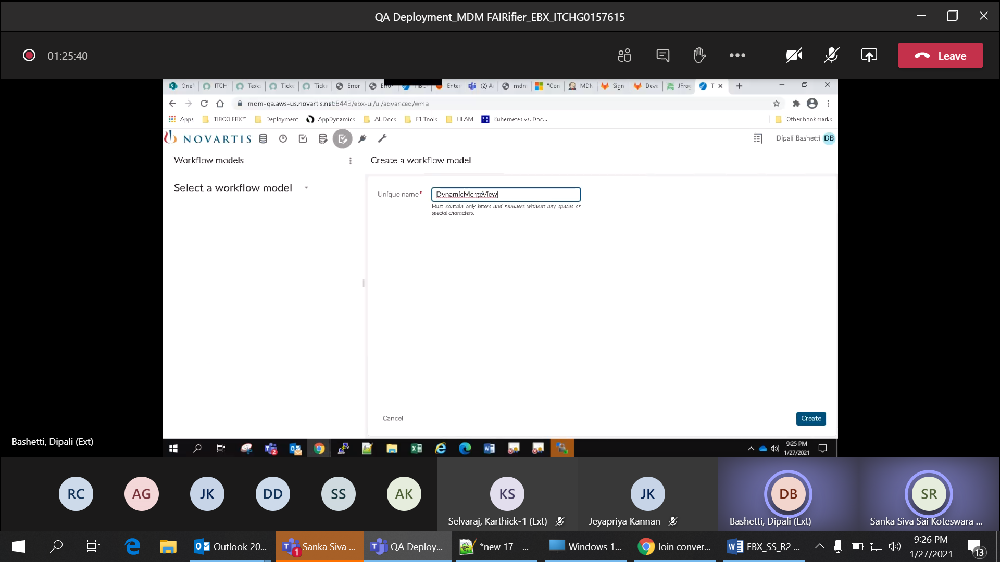 QA Deployment_MDM FAIRifier_EBX_ITCHG0157615
01:25:40
Leave
OneN ITCH Task: Ticke Ticke Error Error TIBC Enter (2) A mdm "Con MDM Sign Deve JFrog T
mdm-qa.aws-us.novartis.net:8443/ebx-ui/ui/advanced/wma
Apps TIBCO EBX™ Deployment AppDynamics All Docs F1 Tools ULAM Kubernetes vs. Doc... Other bookmarks
NOVARTIS Dipali Bashetti DB
Workflow models Create a workflow model
Select a workflow model
Unique name* DynamicMergeView
Must contain only letters and numbers without any spaces or
special characters.
Cancel Create
Bashetti, Dipali (Ext)
2
9:25 PM
1/27/2021
RC AG JK DD SS AK KS JK DB SR
Selvaraj, Karthick-1 (Ext) Jeyapriya Kannan Bashetti, Dipali (Ext) Sanka Siva Sai Koteswara ...
Outlook 20... 1 Sanka Siva ... QA Deploy... *new 17 - ... Windows 1... Join conver... EBX_SS_R2 ...
9:26 PM
1/27/2021
13